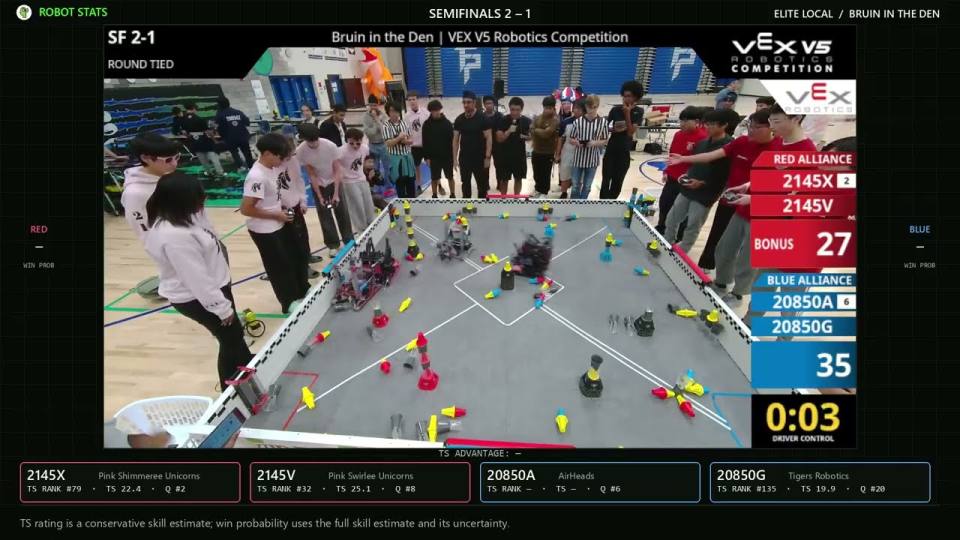 ROBOT STATS
SEMIFINALS 2 – 1
ELITE LOCAL / BRUIN IN THE DEN
SF 2-1
ROUND TIED
Bruin in the Den | VEX V5 Robotics Competition
VEX V5
ROBOTICS
COMPETITION
VEX
ROBOTICS
RED ALLIANCE
2145X 2
2145V
BONUS 27
BLUE ALLIANCE
20850A 6
20850G
35
0:03
DRIVER CONTROL
RED
—
WIN PROB
BLUE
—
WIN PROB
TS ADVANTAGE: —
2145X Pink Shimmeree Unicorns
TS RANK #79 · TS 22.4 · Q #2
2145V Pink Swirlee Unicorns
TS RANK #32 · TS 25.1 · Q #8
20850A AirHeads
TS RANK — · TS — · Q #6
20850G Tigers Robotics
TS RANK #135 · TS 19.9 · Q #20
TS rating is a conservative skill estimate; win probability uses the full skill estimate and its uncertainty.